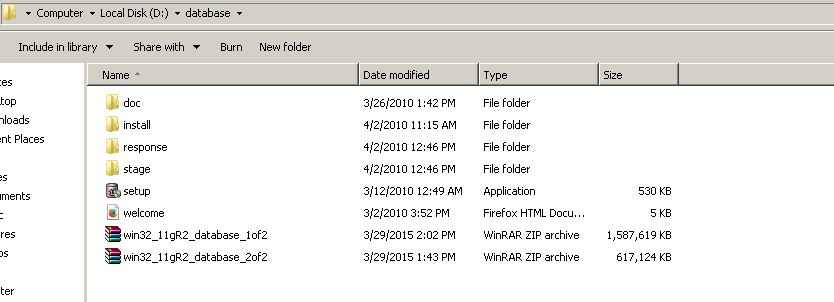 Computer Local Disk (D:) database
Include in library Share with Burn New folder
Name Date modified Type Size
doc 3/26/2010 1:42 PM File folder
install 4/2/2010 11:15 AM File folder
response 4/2/2010 12:46 PM File folder
stage 4/2/2010 12:46 PM File folder
setup 3/12/2010 12:49 AM Application 530 KB
welcome 3/2/2010 3:52 PM Firefox HTML Docu... 5 KB
win32_11gR2_database_1of2 3/29/2015 2:02 PM WinRAR ZIP archive 1,587,619 KB
win32_11gR2_database_2of2 3/29/2015 1:43 PM WinRAR ZIP archive 617,124 KB
tes
top
nloads
ent Places
es
uments
c
res
os
ter